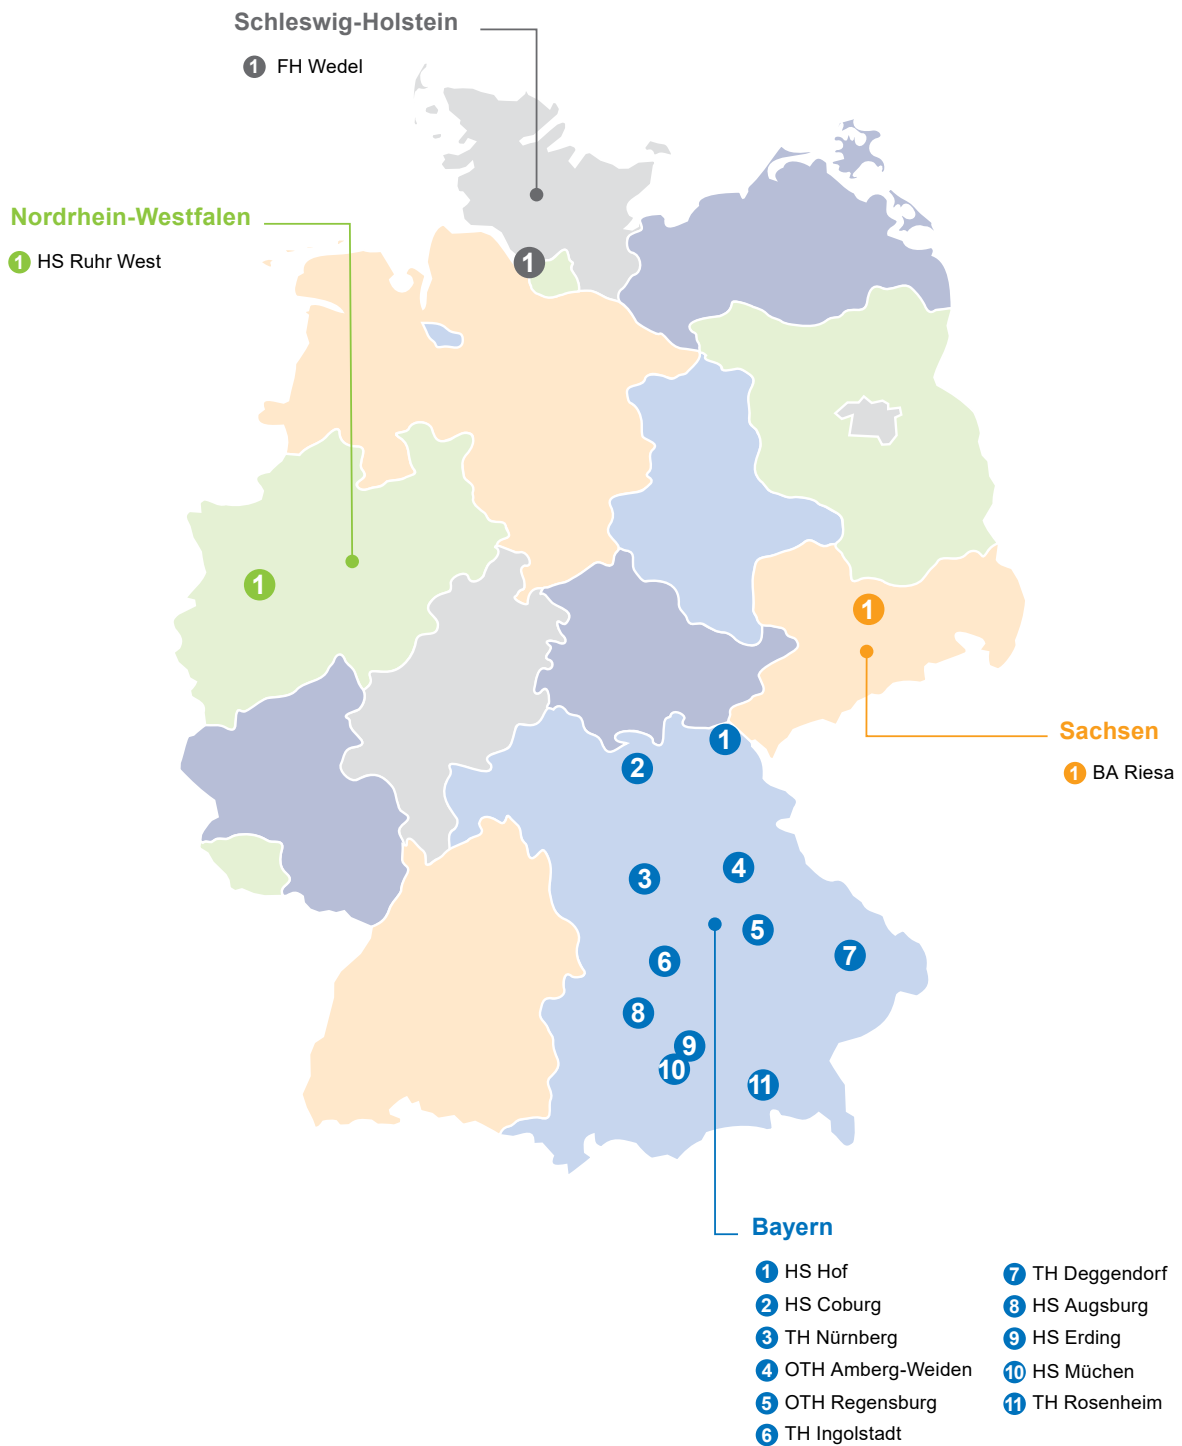 Schleswig-Holstein
1 FH Wedel
Nordrhein-Westfalen
1 HS Ruhr West
1
1
1
Sachsen
1 BA Riesa
1
2
3
4
5
6
7
8
9
10
11
Bayern
1 HS Hof
2 HS Coburg
3 TH Nürnberg
4 OTH Amberg-Weiden
5 OTH Regensburg
6 TH Ingolstadt
7 TH Deggendorf
8 HS Augsburg
9 HS Erding
10 HS Müchen
11 TH Rosenheim